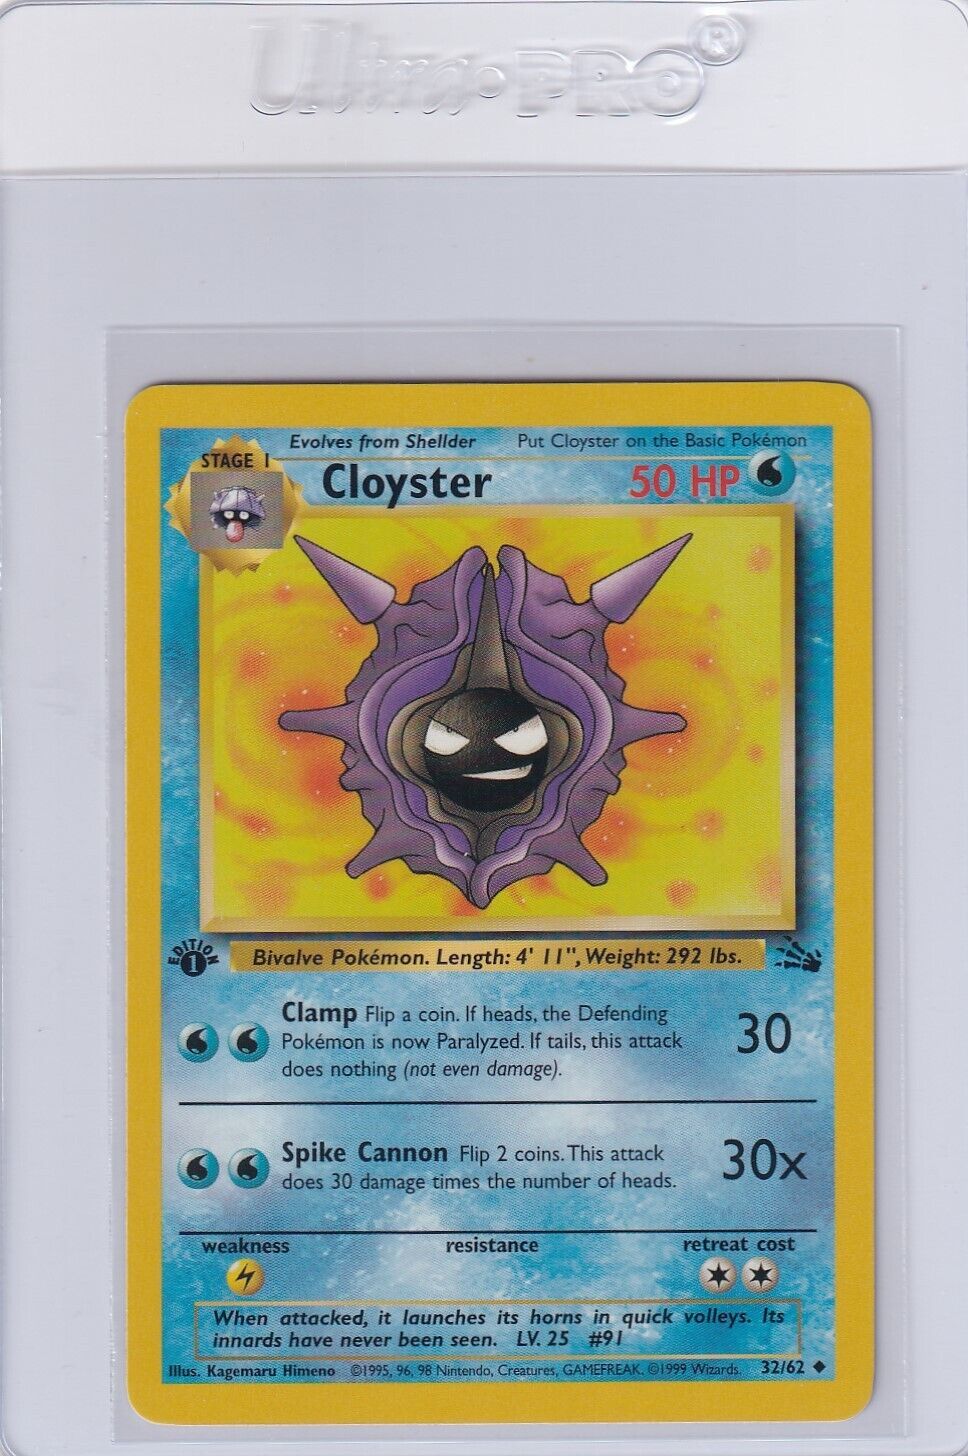 Ultra•PRO®
Evolves from Shellder Put Cloyster on the Basic Pokémon
STAGE 1
Cloyster 50 HP
EDITION
1
Bivalve Pokémon. Length: 4' 11", Weight: 292 lbs.
Clamp Flip a coin. If heads, the Defending
Pokémon is now Paralyzed. If tails, this attack
does nothing (not even damage).
30
Spike Cannon Flip 2 coins. This attack
does 30 damage times the number of heads.
30x
weakness resistance retreat cost
When attacked, it launches its horns in quick volleys. Its
innards have never been seen. LV. 25 #91
Illus. Kagemaru Himeno ©1995, 96, 98 Nintendo, Creatures, GAMEFREAK. ©1999 Wizards. 32/62